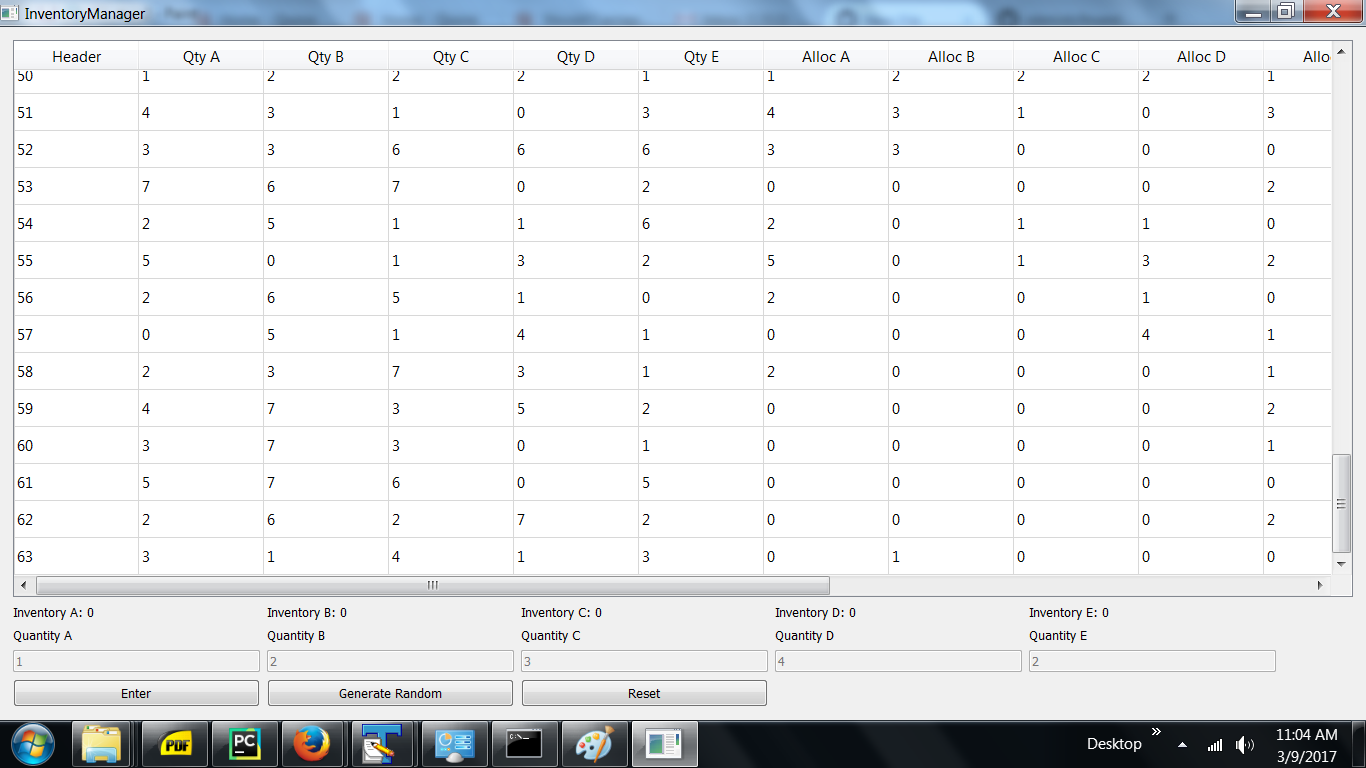 InventoryManager
Header Qty A Qty B Qty C Qty D Qty E Alloc A Alloc B Alloc C Alloc D Allo
50 1 2 2 2 1 1 2 2 2 1
51 4 3 1 0 3 4 3 1 0 3
52 3 3 6 6 6 3 3 0 0 0
53 7 6 7 0 2 0 0 0 0 2
54 2 5 1 1 6 2 0 1 1 0
55 5 0 1 3 2 5 0 1 3 2
56 2 6 5 1 0 2 0 0 1 0
57 0 5 1 4 1 0 0 0 4 1
58 2 3 7 3 1 2 0 0 0 1
59 4 7 3 5 2 0 0 0 0 2
60 3 7 3 0 1 0 0 0 0 1
61 5 7 6 0 5 0 0 0 0 0
62 2 6 2 7 2 0 0 0 0 2
63 3 1 4 1 3 0 1 0 0 0
Inventory A: 0 Inventory B: 0 Inventory C: 0 Inventory D: 0 Inventory E: 0
Quantity A Quantity B Quantity C Quantity D Quantity E
1 2 3 4 2
Enter Generate Random Reset
PDF PC Desktop 11:04 AM
3/9/2017